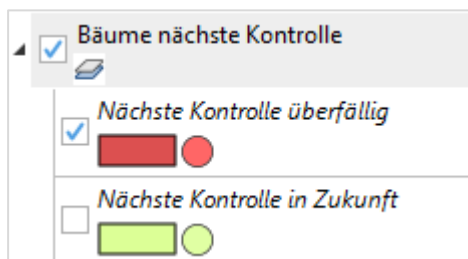 Bäume nächste Kontrolle
Nächste Kontrolle überfällig
Nächste Kontrolle in Zukunft